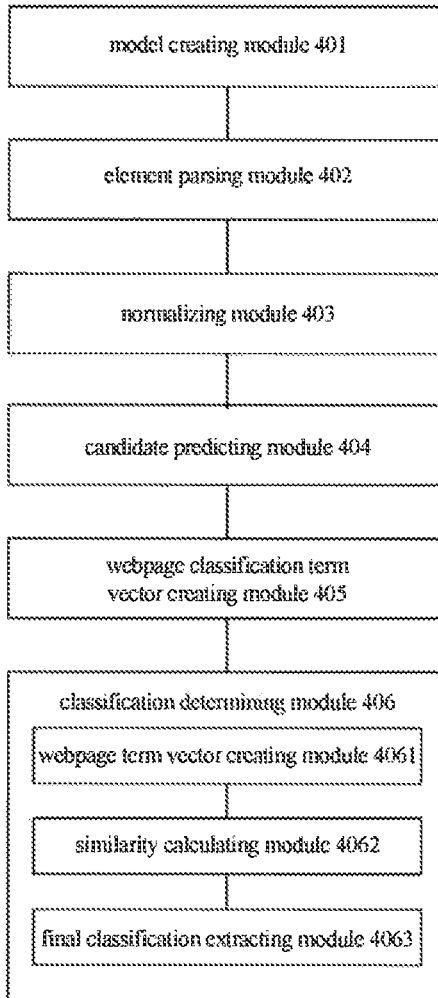 model creating module 401
element parsing module 402
normalizing module 403
candidate predicting module 404
webpage classification term
vector creating module 405
classification determining module 406
webpage term vector creating module 4061
similarity calculating module 4062
final classification extracting module 4063